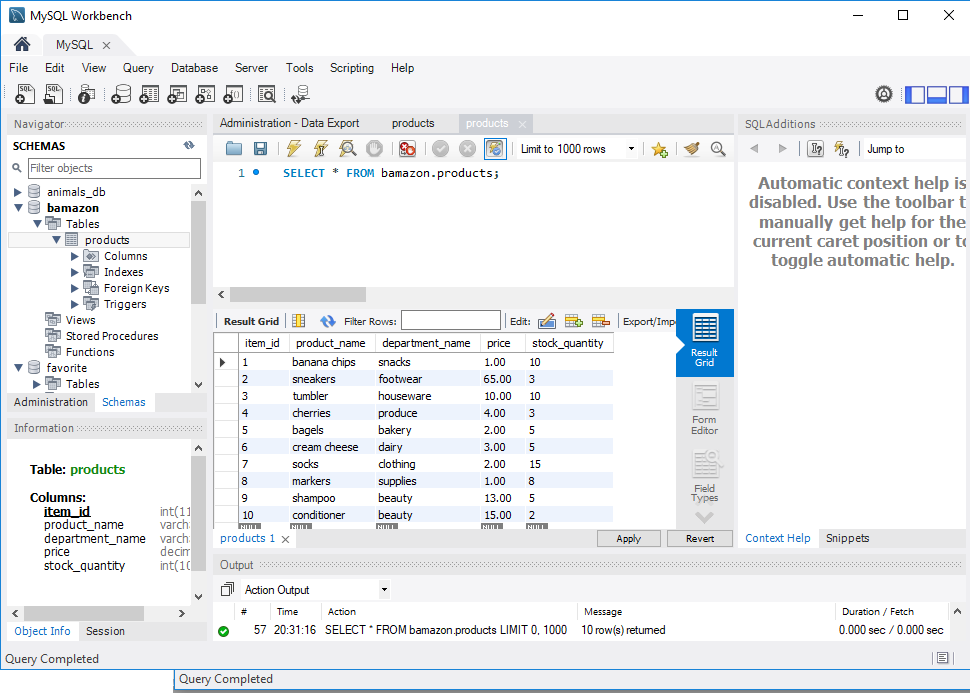 MySQL Workbench
MySQL
File Edit View Query Database Server Tools Scripting Help
Navigator
SCHEMAS
Filter objects
animals_db
bamazon
Tables
products
Columns
Indexes
Foreign Keys
Triggers
Views
Stored Procedures
Functions
favorite
Tables
Administration Schemas
Information
Table: products
Columns:
item_id int(11
product_name varch
department_name varch
price decim
stock_quantity int(10
Object Info Session
Administration - Data Export products products
Limit to 1000 rows
1 SELECT * FROM bamazon.products;
Result Grid Filter Rows: Edit: Export/Imp
item_id product_name department_name price stock_quantity
1 banana chips snacks 1.00 10
2 sneakers footwear 65.00 3
3 tumbler houseware 10.00 10
4 cherries produce 4.00 3
5 bagels bakery 2.00 5
6 cream cheese dairy 3.00 5
7 socks clothing 2.00 15
8 markers supplies 1.00 8
9 shampoo beauty 13.00 5
10 conditioner beauty 15.00 2
NULL NULL NULL NULL NULL
Result
Grid
Form
Editor
Field
Types
products 1 Apply Revert
SQLAdditions
Jump to
Automatic context help is
disabled. Use the toolbar t
manually get help for the
current caret position or to
toggle automatic help.
Context Help Snippets
Output
Action Output
# Time Action Message Duration / Fetch
57 20:31:16 SELECT * FROM bamazon.products LIMIT 0, 1000 10 row(s) returned 0.000 sec / 0.000 sec
Query Completed
Query Completed